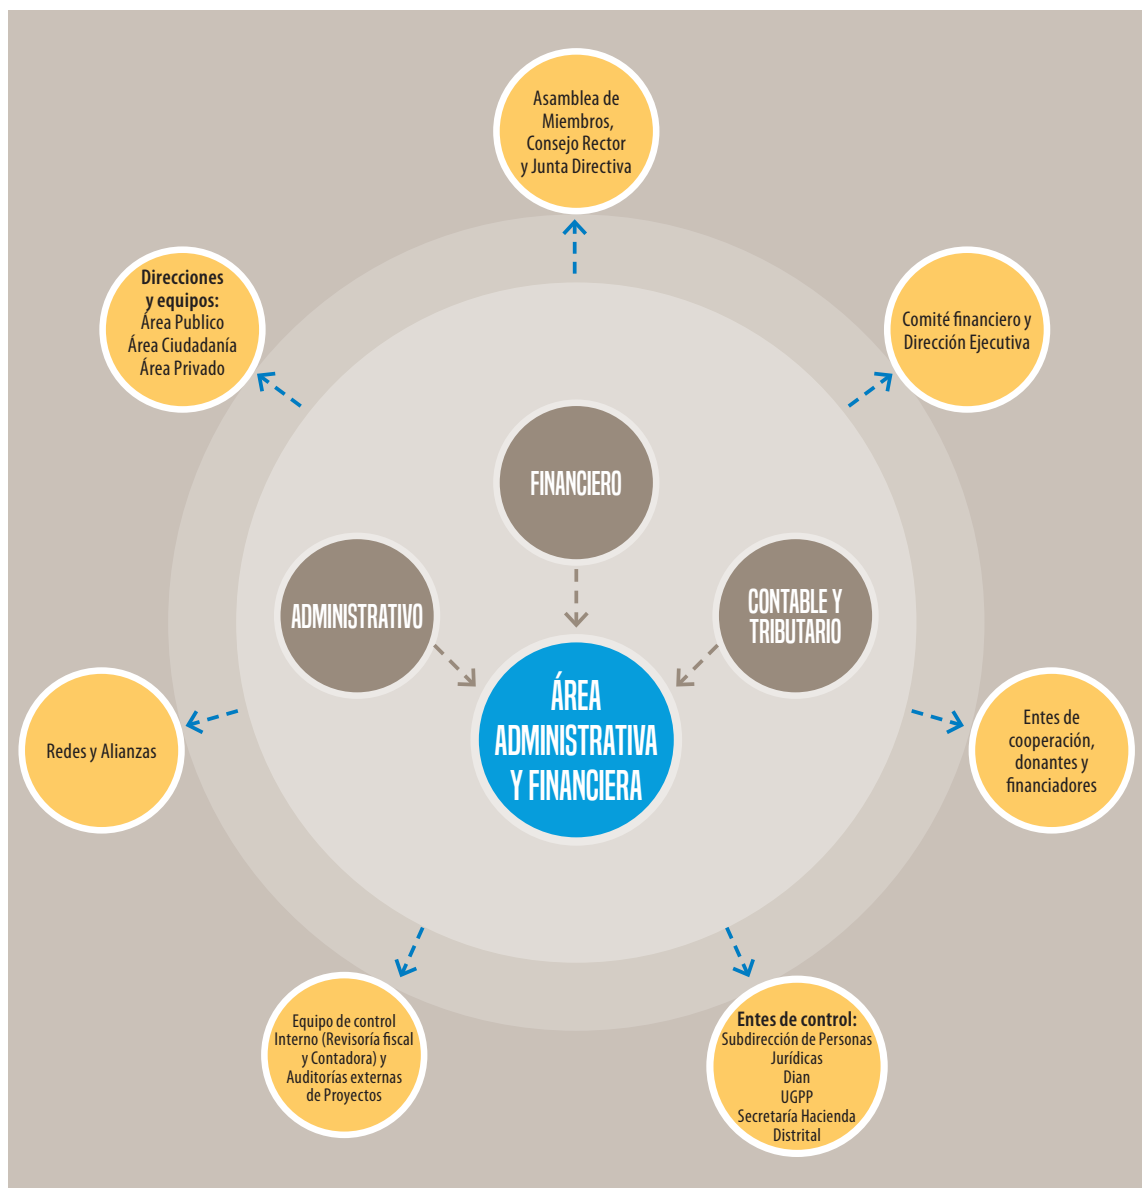 Asamblea de
Miembros,
Consejo Rector
y Junta Directiva
Direcciones
y equipos:
Área Publico
Área Ciudadanía
Área Privado
Comité financiero y
Dirección Ejecutiva
FINANCIERO
ADMINISTRATIVO
CONTABLE Y
TRIBUTARIO
ÁREA
ADMINISTRATIVA
Y FINANCIERA
Redes y Alianzas
Entes de
cooperación,
donantes y
financiadores
Equipo de control
Interno (Revisoría fiscal
y Contadora) y
Auditorías externas
de Proyectos
Entes de control:
Subdirección de Personas
Jurídicas
Dian
UGPP
Secretaría Hacienda
Distrital